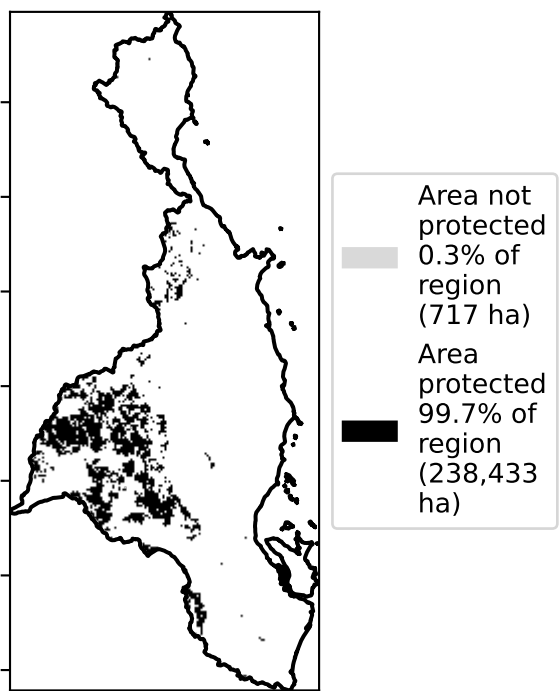 Area not
protected
0.3% of
region
(717 ha)
Area
protected
99.7% of
region
(238,433
ha)